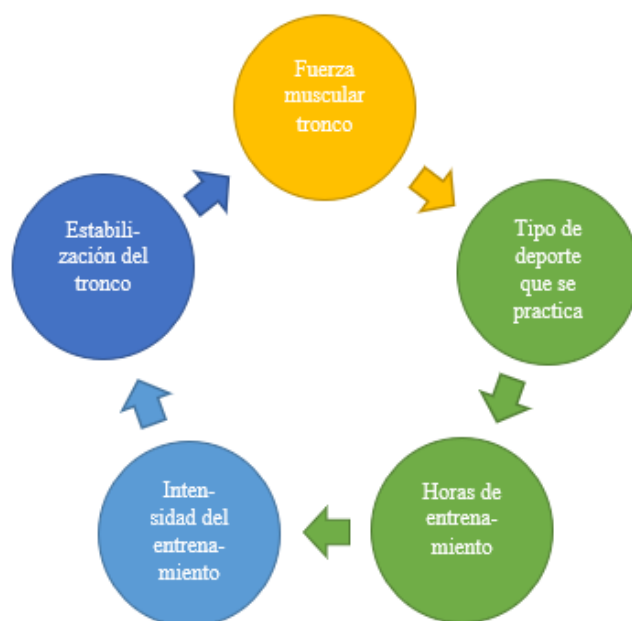 Fuerza
muscular
tronco
Tipo de
deporte
que se
practica
Horas de
entrena-
miento
Inten-
sidad del
entrena-
miento
Estabili-
zación del
tronco